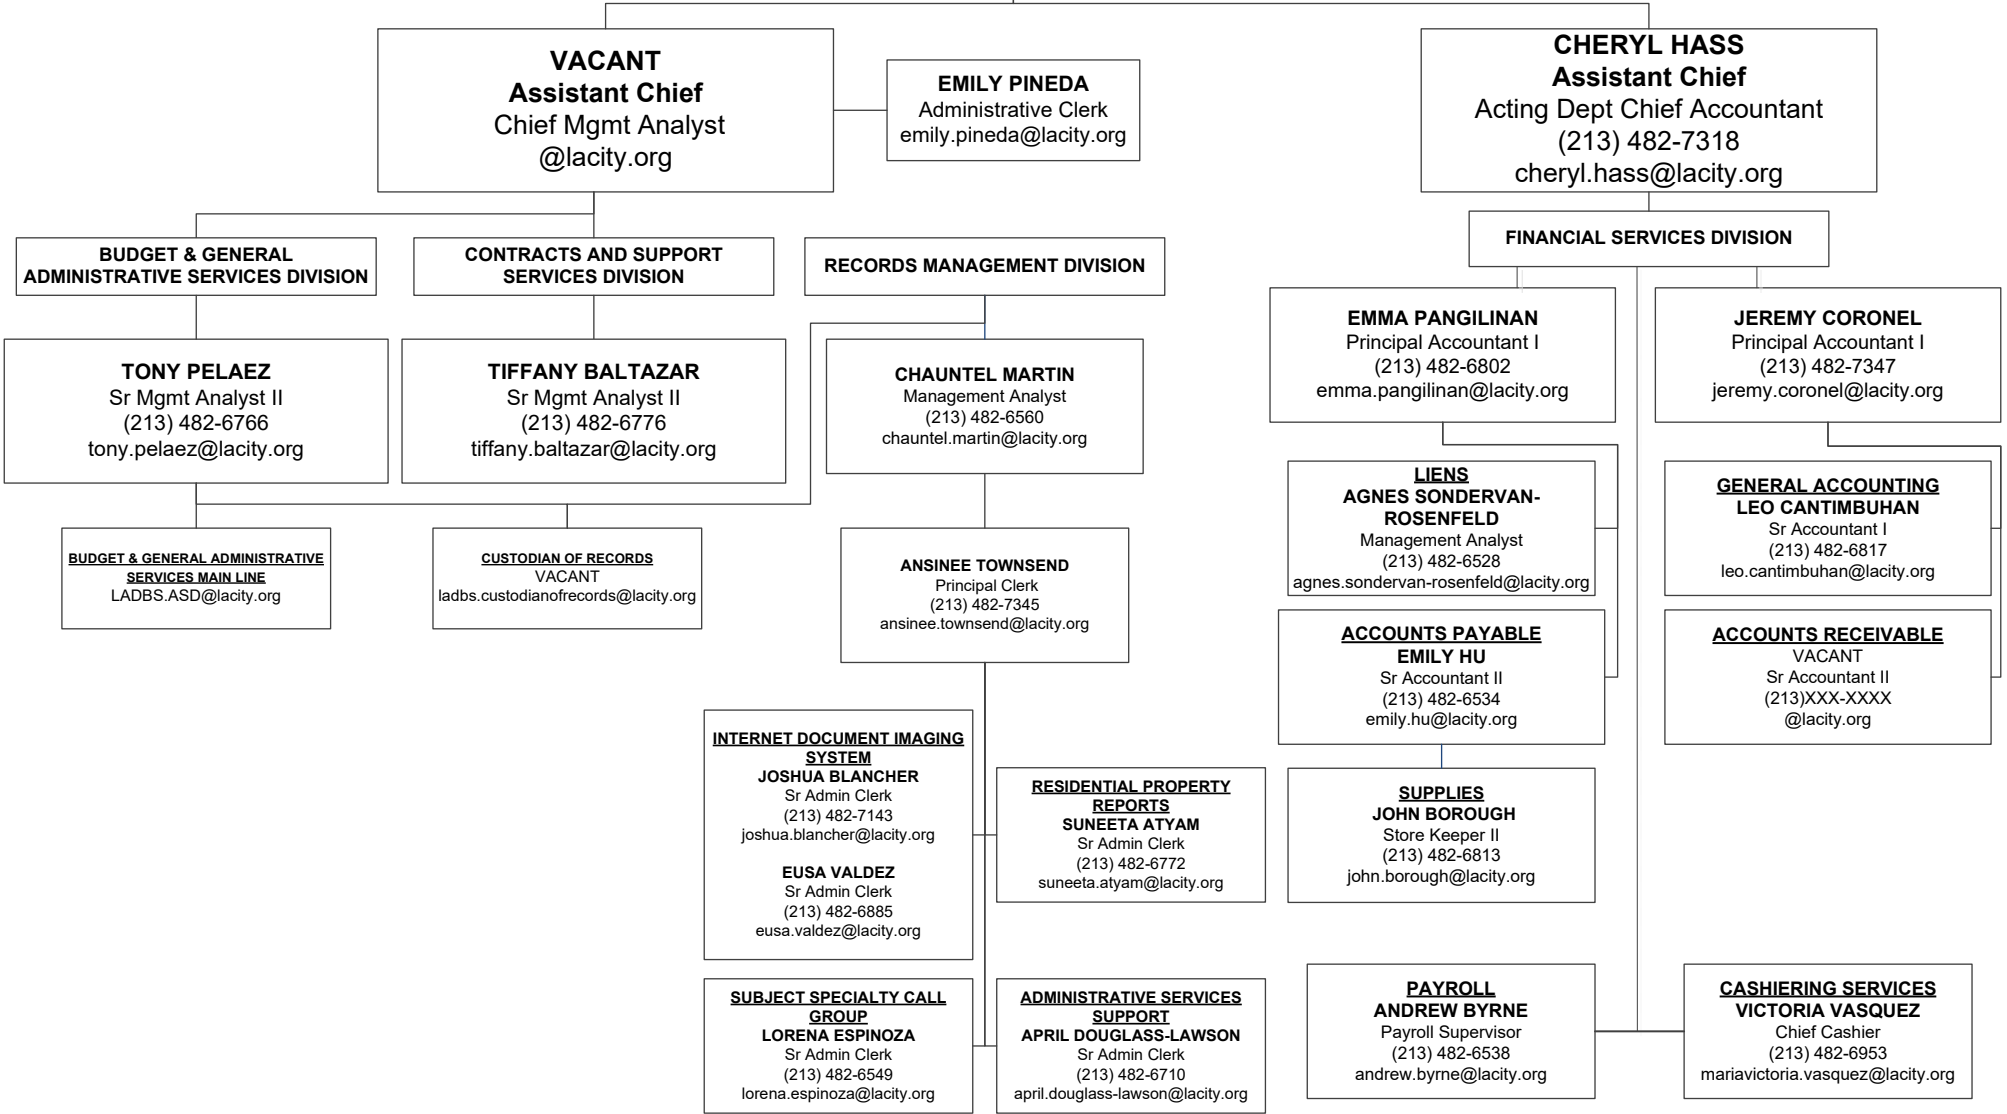 VACANT
Assistant Chief
Chief Mgmt Analyst
@lacity.org
EMILY PINEDA
Administrative Clerk
emily.pineda@lacity.org
CHERYL HASS
Assistant Chief
Acting Dept Chief Accountant
(213) 482-7318
cheryl.hass@lacity.org
BUDGET & GENERAL
ADMINISTRATIVE SERVICES DIVISION
CONTRACTS AND SUPPORT
SERVICES DIVISION
RECORDS MANAGEMENT DIVISION
FINANCIAL SERVICES DIVISION
TONY PELAEZ
Sr Mgmt Analyst II
(213) 482-6766
tony.pelaez@lacity.org
TIFFANY BALTAZAR
Sr Mgmt Analyst II
(213) 482-6776
tiffany.baltazar@lacity.org
CHAUNTEL MARTIN
Management Analyst
(213) 482-6560
chauntel.martin@lacity.org
EMMA PANGILINAN
Principal Accountant I
(213) 482-6802
emma.pangilinan@lacity.org
JEREMY CORONEL
Principal Accountant I
(213) 482-7347
jeremy.coronel@lacity.org
BUDGET & GENERAL ADMINISTRATIVE
SERVICES MAIN LINE
LADBS.ASD@lacity.org
CUSTODIAN OF RECORDS
VACANT
ladbs.custodianofrecords@lacity.org
ANSINEE TOWNSEND
Principal Clerk
(213) 482-7345
ansinee.townsend@lacity.org
LIENS
AGNES SONDERVAN-
ROSENFELD
Management Analyst
(213) 482-6528
agnes.sondervan-rosenfeld@lacity.org
GENERAL ACCOUNTING
LEO CANTIMBUHAN
Sr Accountant I
(213) 482-6817
leo.cantimbuhan@lacity.org
ACCOUNTS PAYABLE
EMILY HU
Sr Accountant II
(213) 482-6534
emily.hu@lacity.org
ACCOUNTS RECEIVABLE
VACANT
Sr Accountant II
(213)XXX-XXXX
@lacity.org
INTERNET DOCUMENT IMAGING
SYSTEM
JOSHUA BLANCHER
Sr Admin Clerk
(213) 482-7143
joshua.blancher@lacity.org
EUSA VALDEZ
Sr Admin Clerk
(213) 482-6885
eusa.valdez@lacity.org
RESIDENTIAL PROPERTY
REPORTS
SUNEETA ATYAM
Sr Admin Clerk
(213) 482-6772
suneeta.atyam@lacity.org
SUPPLIES
JOHN BOROUGH
Store Keeper II
(213) 482-6813
john.borough@lacity.org
SUBJECT SPECIALTY CALL
GROUP
LORENA ESPINOZA
Sr Admin Clerk
(213) 482-6549
lorena.espinoza@lacity.org
ADMINISTRATIVE SERVICES
SUPPORT
APRIL DOUGLASS-LAWSON
Sr Admin Clerk
(213) 482-6710
april.douglass-lawson@lacity.org
PAYROLL
ANDREW BYRNE
Payroll Supervisor
(213) 482-6538
andrew.byrne@lacity.org
CASHIERING SERVICES
VICTORIA VASQUEZ
Chief Cashier
(213) 482-6953
mariavictoria.vasquez@lacity.org